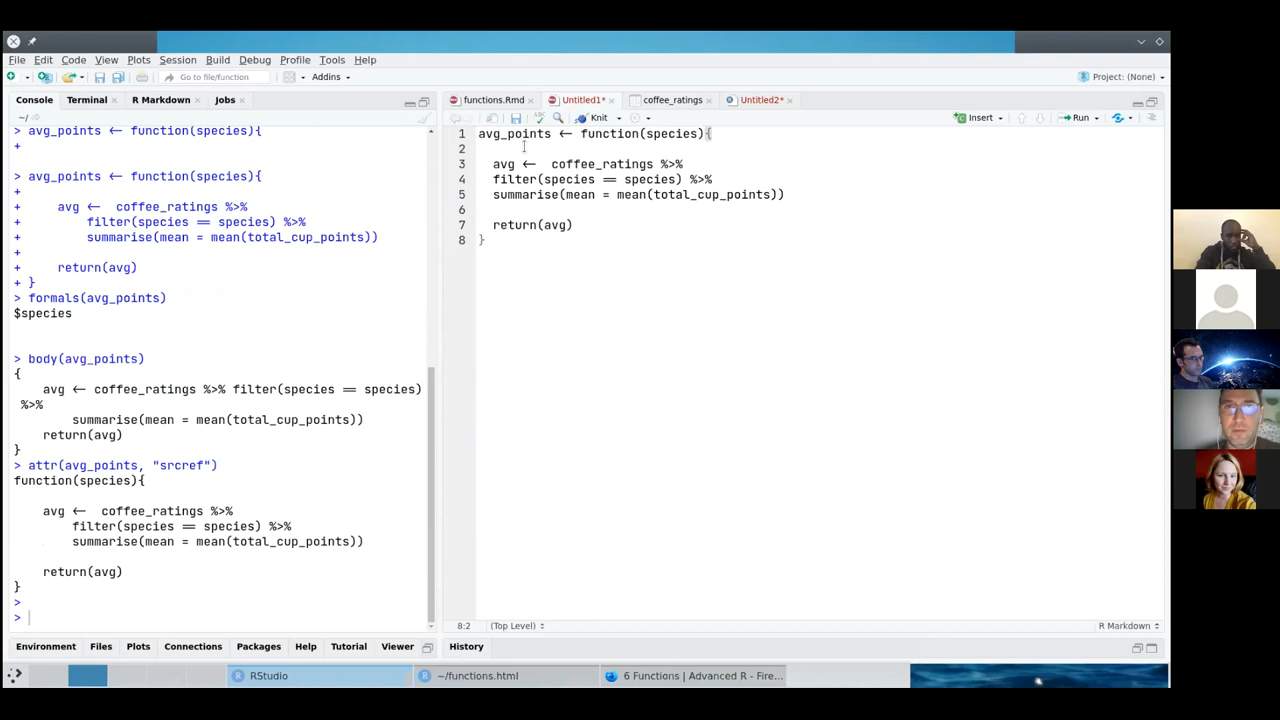 File Edit Code View Plots Session Build Debug Profile Tools Help
Go to file/function Addins Project: (None)
Console Terminal R Markdown Jobs
~/
> avg_points <- function(species){
+
> avg_points <- function(species){
+
+ avg <- coffee_ratings %>%
+ filter(species == species) %>%
+ summarise(mean = mean(total_cup_points))
+
+ return(avg)
+ }
> formals(avg_points)
$species
> body(avg_points)
{
avg <- coffee_ratings %>% filter(species == species)
%>%
summarise(mean = mean(total_cup_points))
return(avg)
}
> attr(avg_points, "srcref")
function(species){
avg <- coffee_ratings %>%
filter(species == species) %>%
summarise(mean = mean(total_cup_points))
return(avg)
}
>
>
Environment Files Plots Connections Packages Help Tutorial Viewer
functions.Rmd Untitled1* coffee_ratings Untitled2*
Knit Insert Run
1 avg_points <- function(species){
2
3 avg <- coffee_ratings %>%
4 filter(species == species) %>%
5 summarise(mean = mean(total_cup_points))
6
7 return(avg)
8 }
8:2 (Top Level) R Markdown
History
RStudio ~/functions.html 6 Functions | Advanced R - Fire...